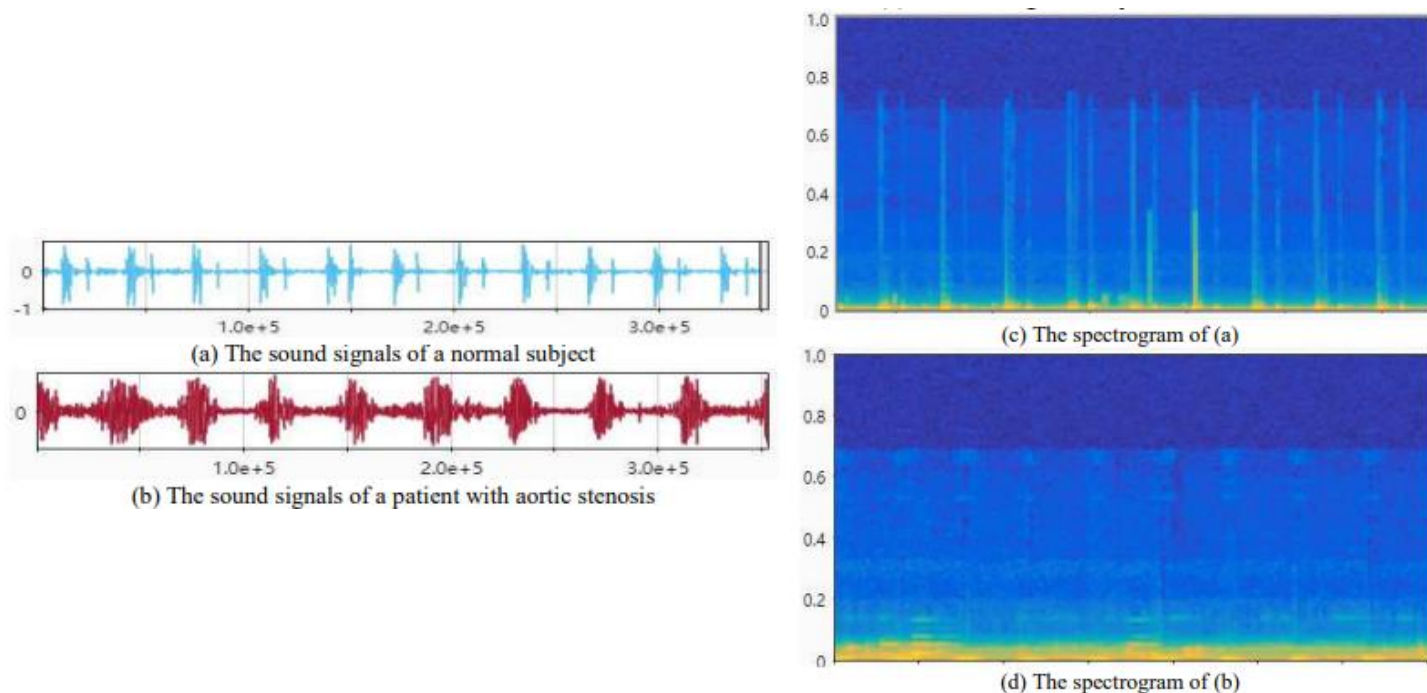 0
-1
1.0e+5 2.0e+5 3.0e+5
(a) The sound signals of a normal subject
0
1.0e+5 2.0e+5 3.0e+5
(b) The sound signals of a patient with aortic stenosis
1.0
0.8
0.6
0.4
0.2
0
(c) The spectrogram of (a)
1.0
0.8
0.6
0.4
0.2
0
(d) The spectrogram of (b)